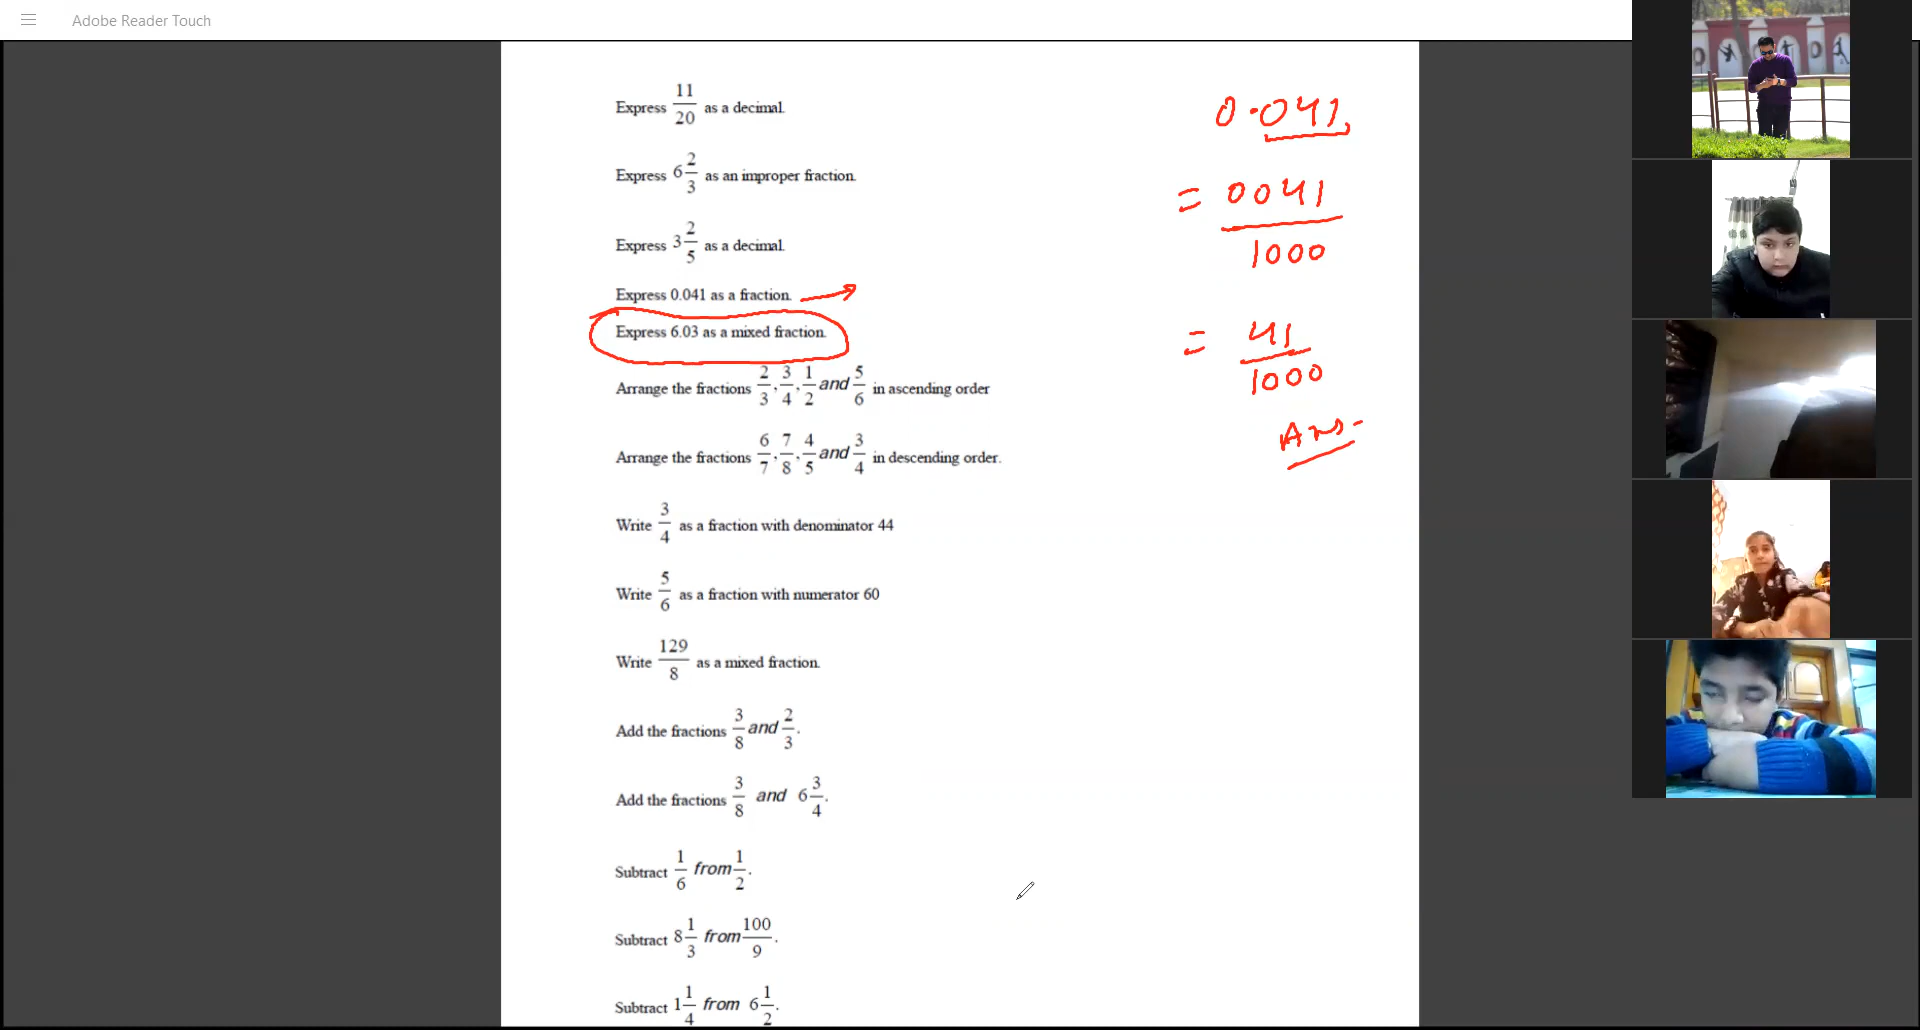 Adobe Reader Touch
Express 11/20 as a decimal.
Express 6 2/3 as an improper fraction.
Express 3 2/5 as a decimal.
Express 0.041 as a fraction.
Express 6.03 as a mixed fraction.
Arrange the fractions 2/3, 3/4, 1/2 and 5/6 in ascending order
Arrange the fractions 6/7, 7/8, 4/5 and 3/4 in descending order.
Write 3/4 as a fraction with denominator 44
Write 5/6 as a fraction with numerator 60
Write 129/8 as a mixed fraction.
Add the fractions 3/8 and 2/3.
Add the fractions 3/8 and 6 3/4.
Subtract 1/6 from 1/2.
Subtract 8 1/3 from 100/9.
Subtract 1 1/4 from 6 1/2.
0.041
= 0041/1000
= 41/1000
Ans.